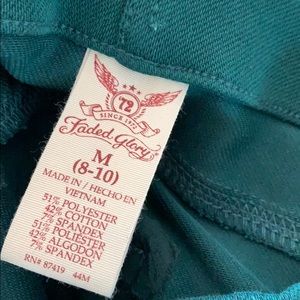 72
SINCE 1972
Faded Glory
M
(8-10)
MADE IN / HECHO EN
VIETNAM
51% POLYESTER
42% COTTON
7% SPANDEX
51% POLIÉSTER
42% ALGODON
7% SPANDEX
RN# 87419 44M